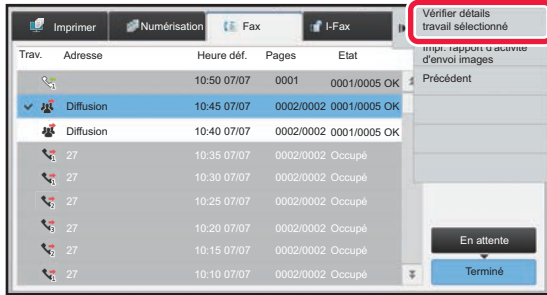 Imprimer
Numérisation
Fax
I-Fax
Vérifier détails
travail sélectionné
Impr. rapport d'activité
d'envoi images
Précédent
Trav. Adresse Heure déf. Pages Etat
10:50 07/07 0001 0001/0005 OK
Diffusion 10:45 07/07 0002/0002 0001/0005 OK
Diffusion 10:40 07/07 0002/0002 0001/0005 OK
27 10:35 07/07 0002/0002 Occupé
27 10:30 07/07 0002/0002 Occupé
27 10:25 07/07 0002/0002 Occupé
27 10:20 07/07 0002/0002 Occupé
27 10:15 07/07 0002/0002 Occupé
27 10:10 07/07 0002/0002 Occupé
En attente
Terminé